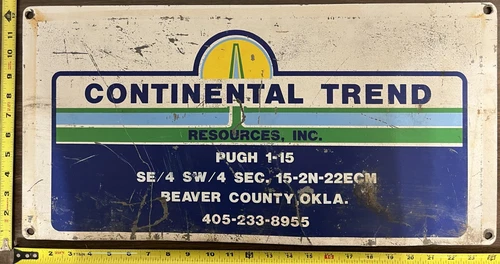 CONTINENTAL TREND
RESOURCES, INC.
PUGH 1-15
SE/4 SW/4 SEC. 15-2N-22ECM
BEAVER COUNTY, OKLA.
405-233-8955